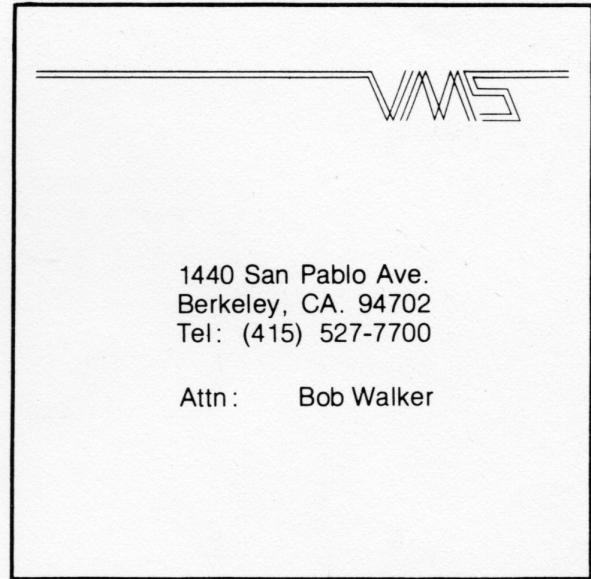 VMS
1440 San Pablo Ave.
Berkeley, CA. 94702
Tel: (415) 527-7700
Attn: Bob Walker